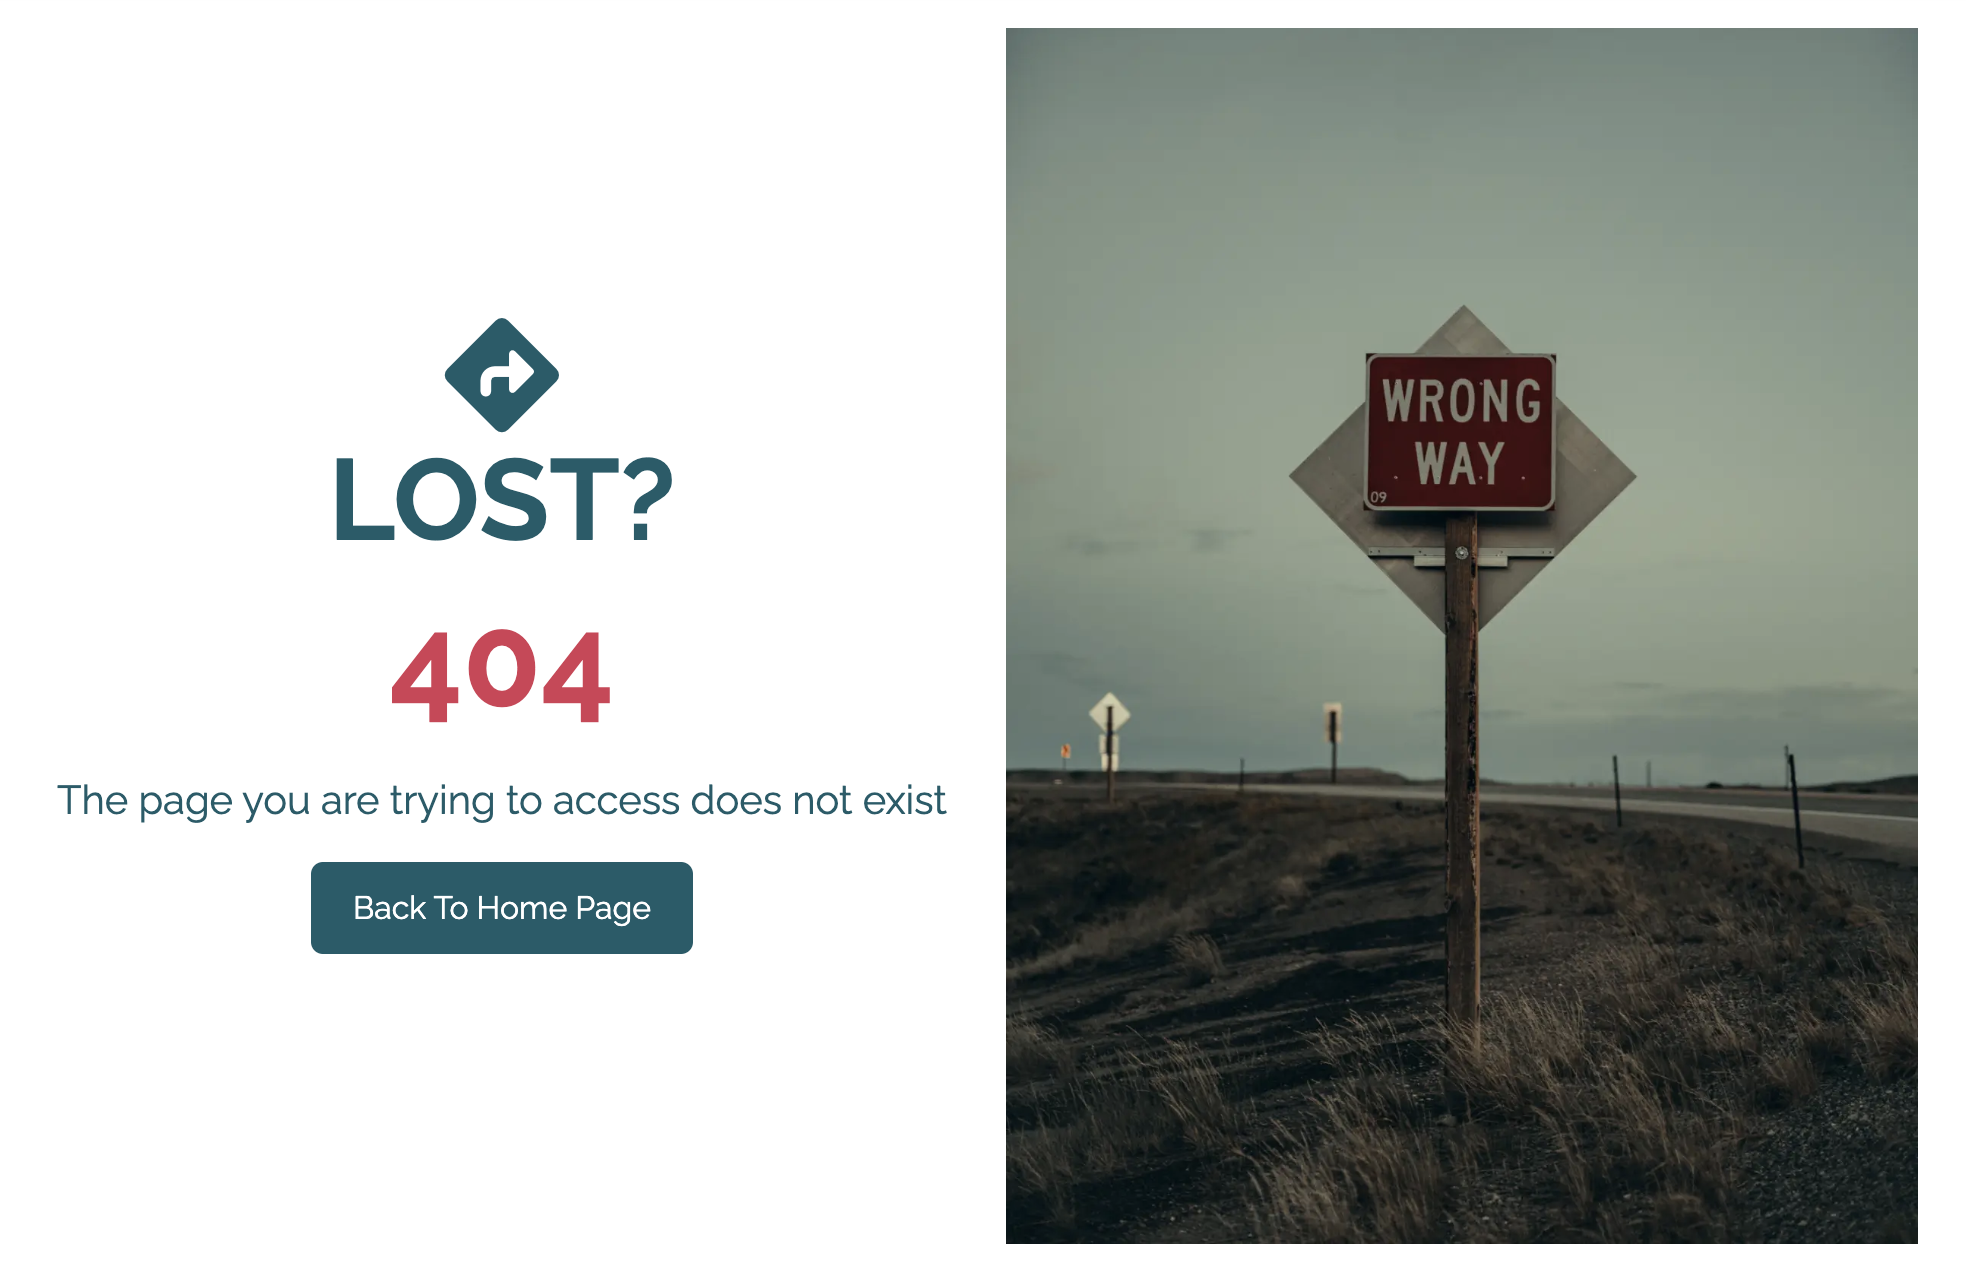 LOST?
404
The page you are trying to access does not exist
Back To Home Page
WRONG
WAY
09